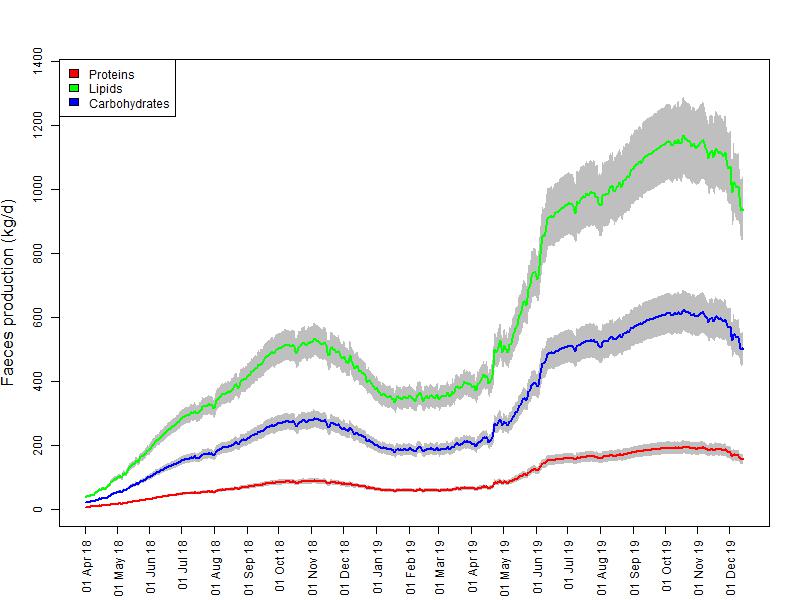 Proteins
Lipids
Carbohydrates
Faeces production (kg/d)
1400
1200
1000
800
600
400
200
0
01 Apr 18
01 May 18
01 Jun 18
01 Jul 18
01 Aug 18
01 Sep 18
01 Oct 18
01 Nov 18
01 Dec 18
01 Jan 19
01 Feb 19
01 Mar 19
01 Apr 19
01 May 19
01 Jun 19
01 Jul 19
01 Aug 19
01 Sep 19
01 Oct 19
01 Nov 19
01 Dec 19